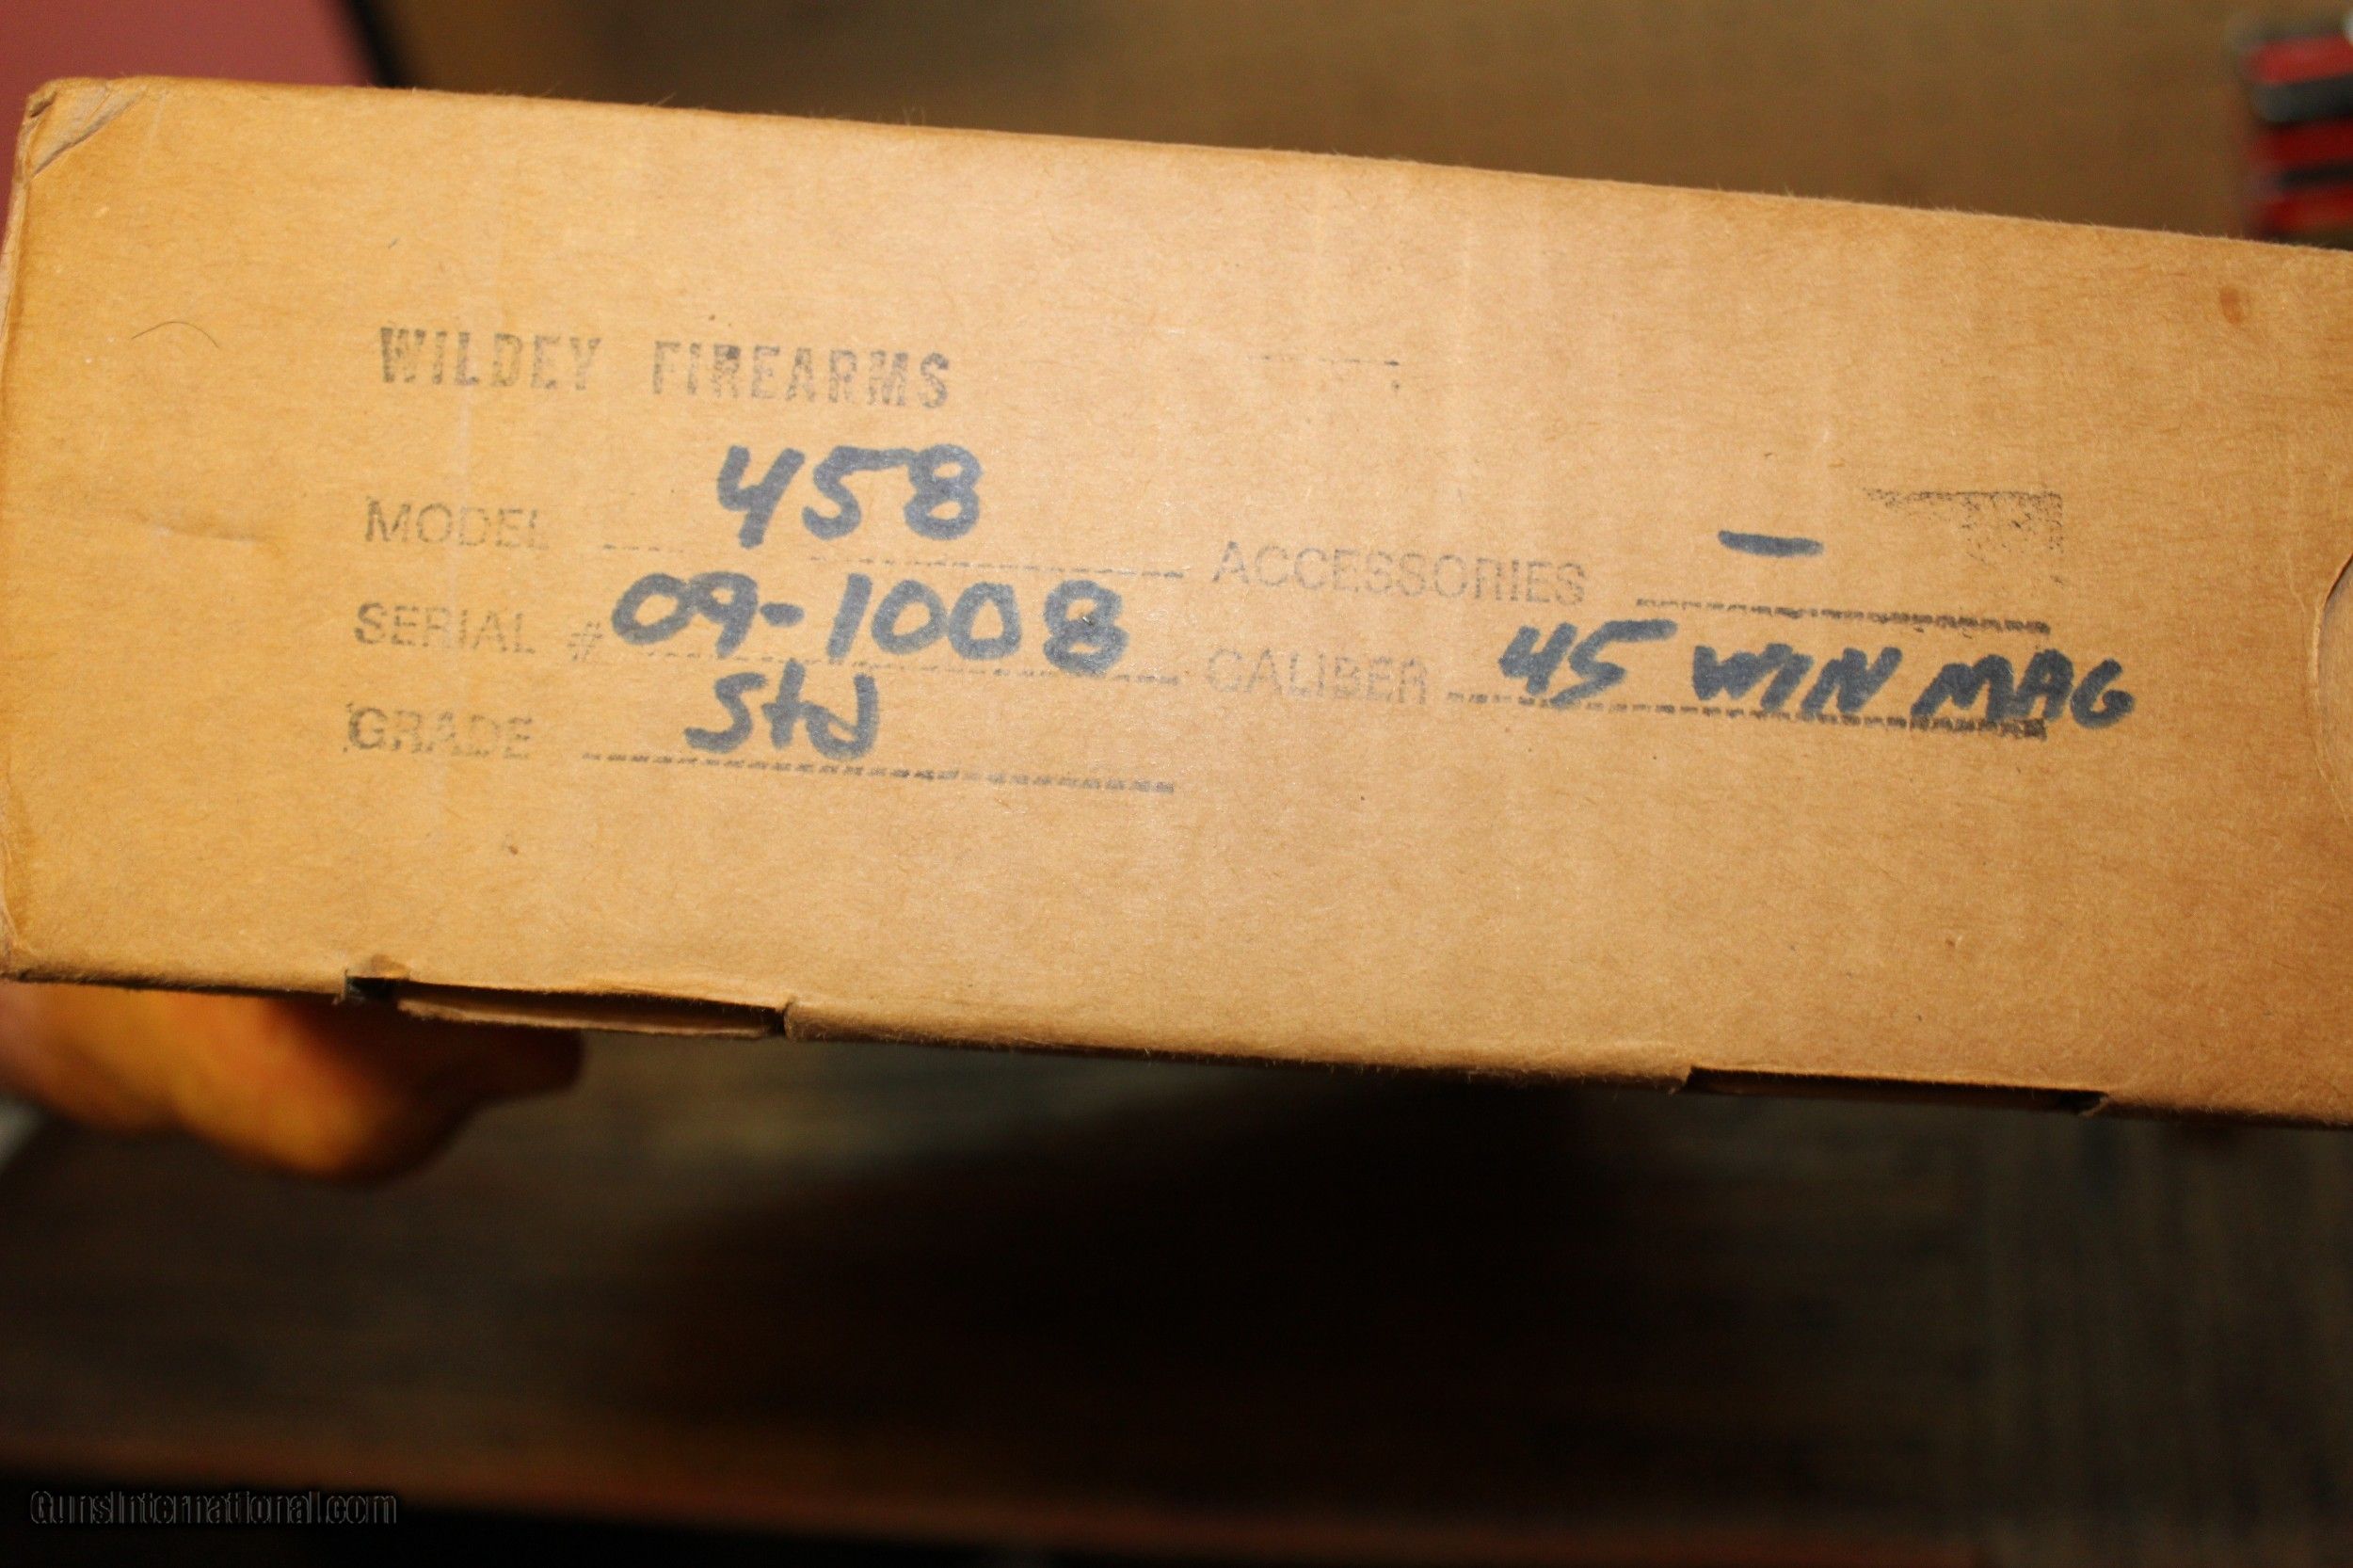 WILDEY FIREARMS
MODEL 458 ACCESSORIES —
SERIAL # 09-1008 CALIBER 45 WIN MAG
GRADE Std
GunsInternational.com